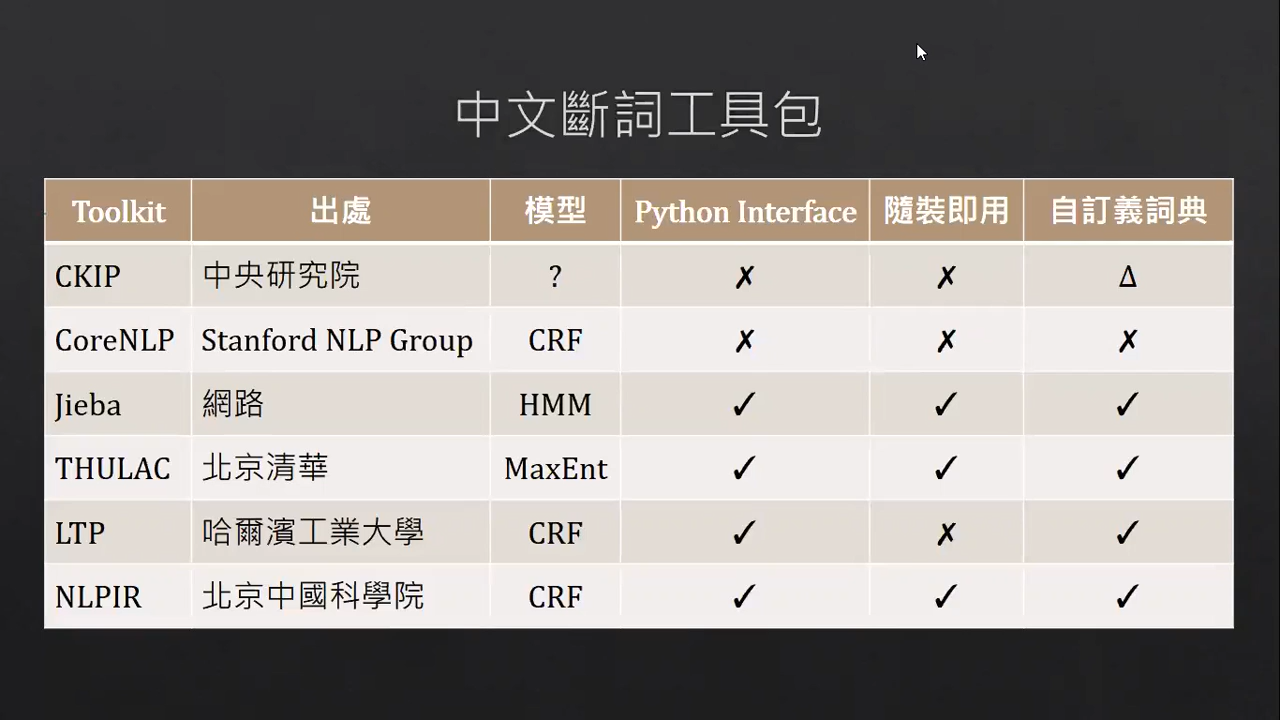 中文斷詞工具包
Toolkit 出處 模型 Python Interface 隨裝即用 自訂義詞典
CKIP 中央研究院 ? ✗ ✗ Δ
CoreNLP Stanford NLP Group CRF ✗ ✗ ✗
Jieba 網路 HMM ✓ ✓ ✓
THULAC 北京清華 MaxEnt ✓ ✓ ✓
LTP 哈爾濱工業大學 CRF ✓ ✗ ✓
NLPIR 北京中國科學院 CRF ✓ ✓ ✓